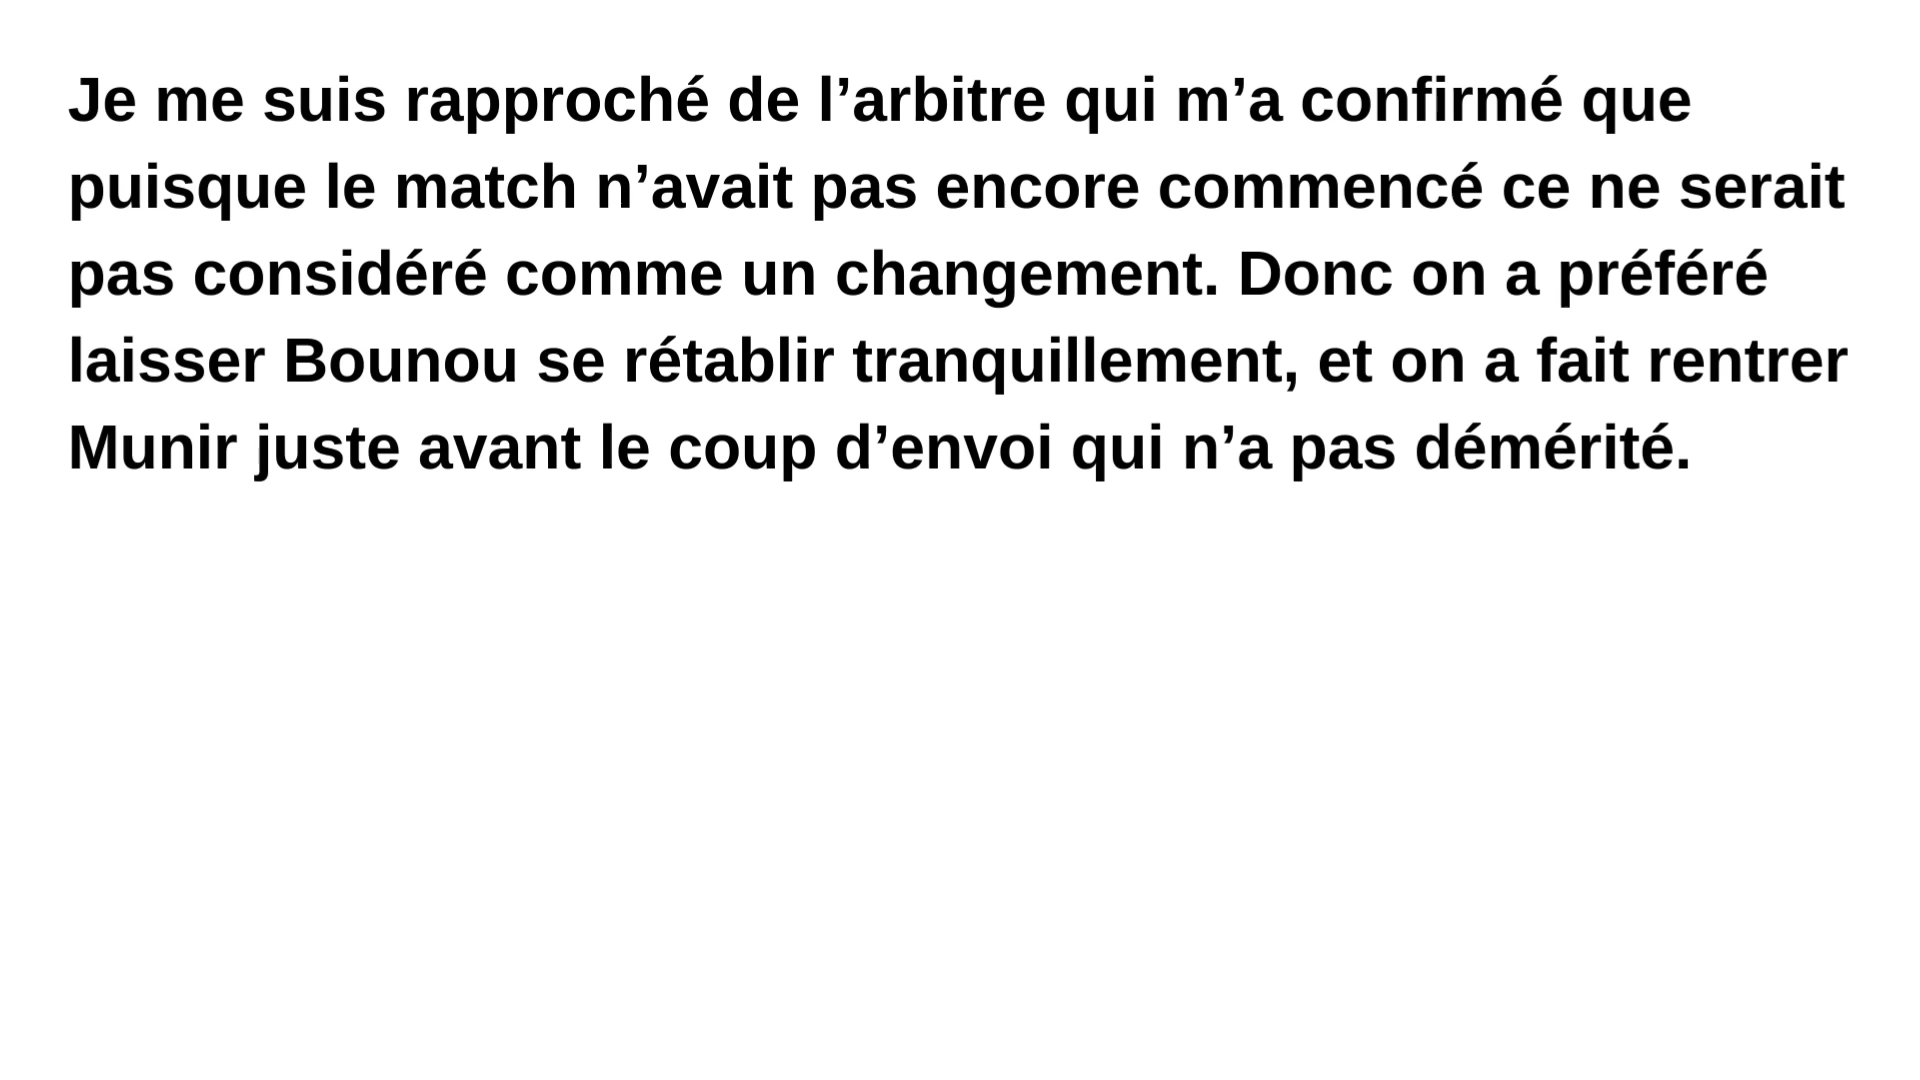 Je me suis rapproché de l’arbitre qui m’a confirmé que
puisque le match n’avait pas encore commencé ce ne serait
pas considéré comme un changement. Donc on a préféré
laisser Bounou se rétablir tranquillement, et on a fait rentrer
Munir juste avant le coup d’envoi qui n’a pas démérité.